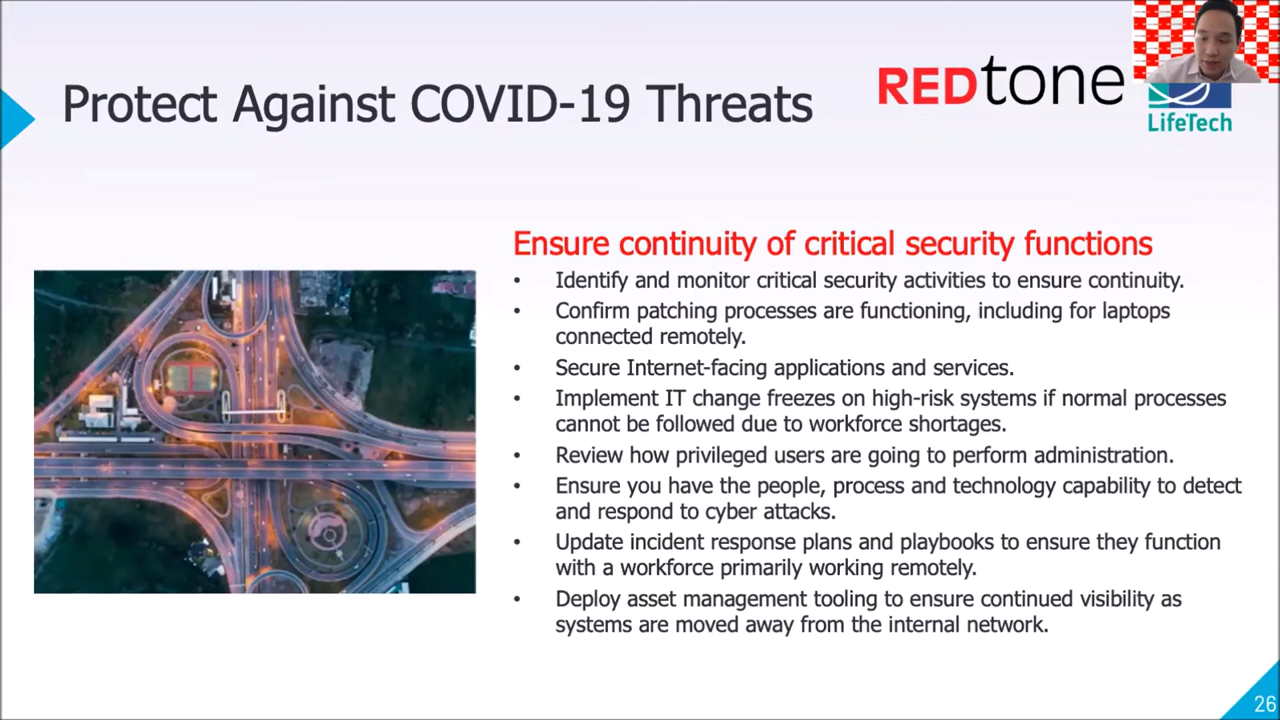 Protect Against COVID-19 Threats
REDtone
LifeTech
Ensure continuity of critical security functions
• Identify and monitor critical security activities to ensure continuity.
• Confirm patching processes are functioning, including for laptops
connected remotely.
• Secure Internet-facing applications and services.
• Implement IT change freezes on high-risk systems if normal processes
cannot be followed due to workforce shortages.
• Review how privileged users are going to perform administration.
• Ensure you have the people, process and technology capability to detect
and respond to cyber attacks.
• Update incident response plans and playbooks to ensure they function
with a workforce primarily working remotely.
• Deploy asset management tooling to ensure continued visibility as
systems are moved away from the internal network.
26